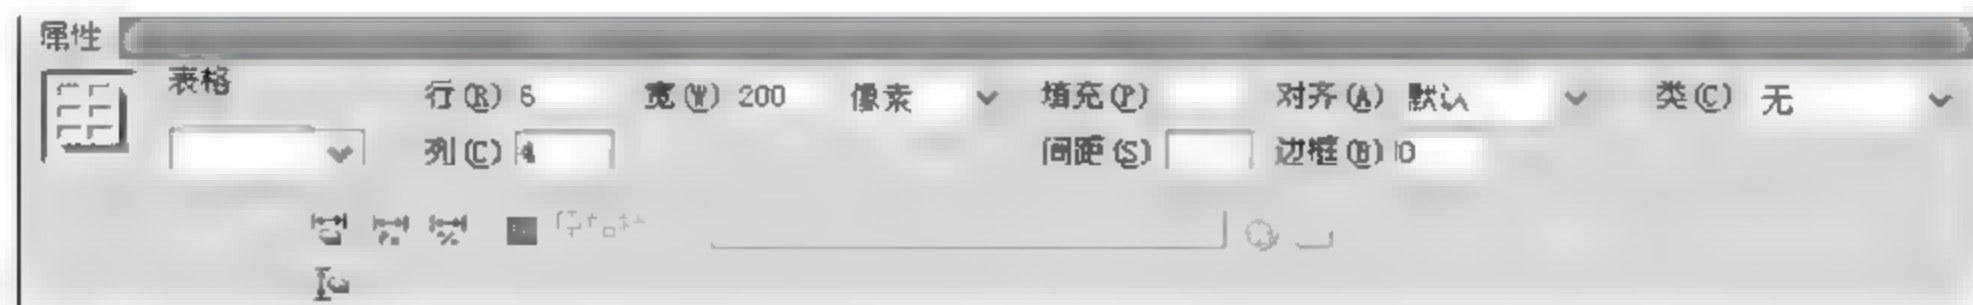 属性
表格 行(R) 6 宽(W) 200 像素 填充(P) 对齐(A) 默认 类(C) 无
列(C) 4 间距(S) 边框(B) 0